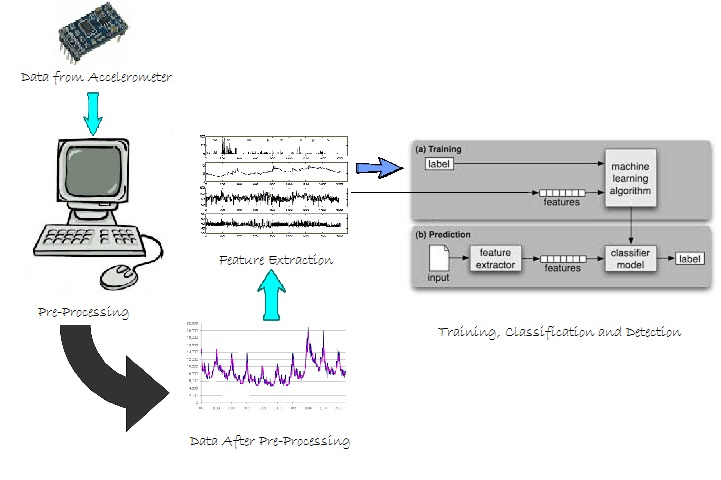 Data from Accelerometer
Pre-Processing
Data After Pre-Processing
Feature Extraction
(a) Training
label
machine
learning
algorithm
features
(b) Prediction
input
feature
extractor
features
classifier
model
label
Training, Classification and Detection